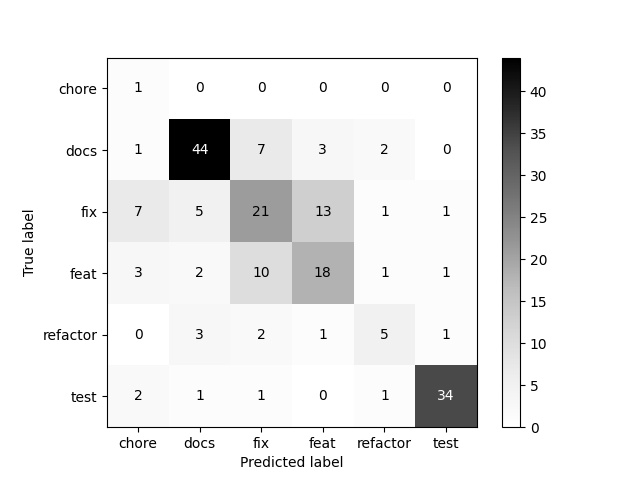 chore 1 0 0 0 0 0
docs 1 44 7 3 2 0
fix 7 5 21 13 1 1
feat 3 2 10 18 1 1
refactor 0 3 2 1 5 1
test 2 1 1 0 1 34
chore docs fix feat refactor test
Predicted label
True label
40
35
30
25
20
15
10
5
0